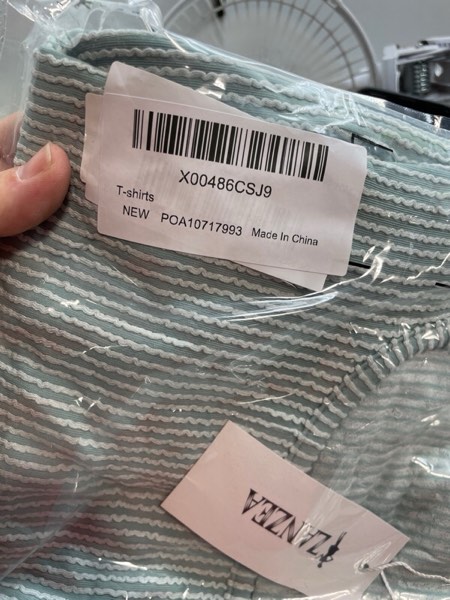 X00486CSJ9
T-shirts
NEW POA10717993 Made In China
ZANZEA